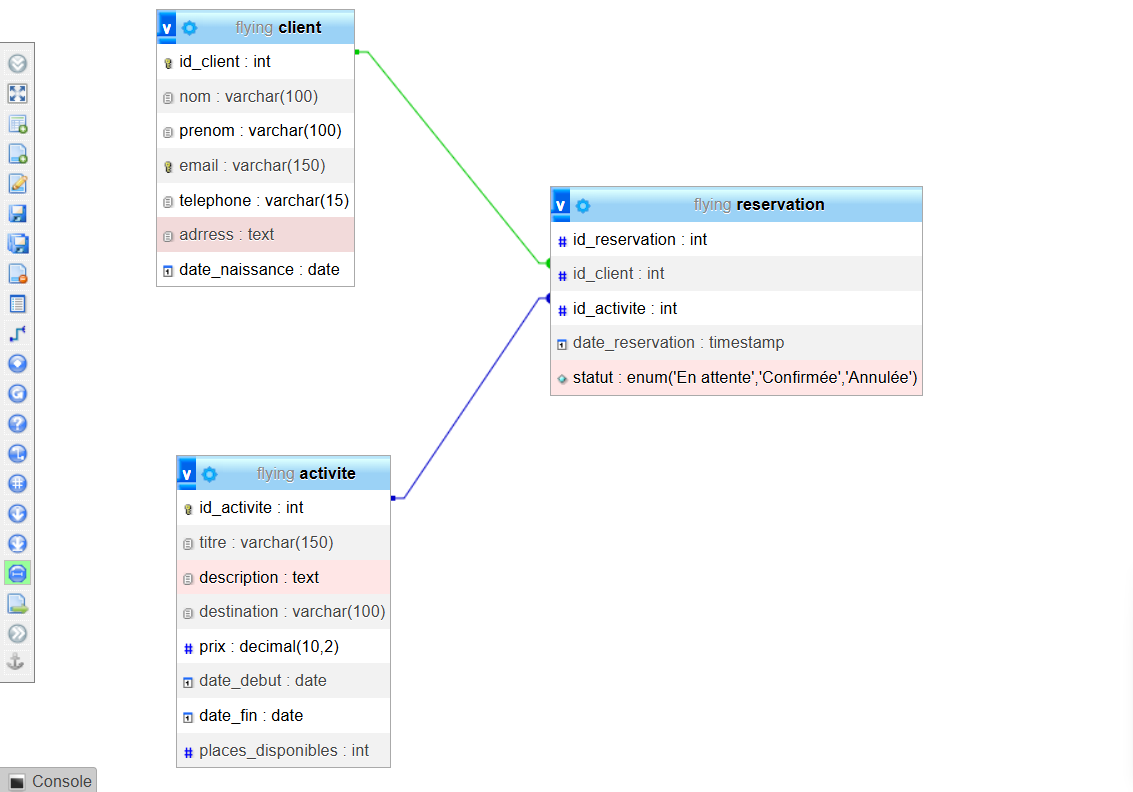 v flying client
id_client : int
nom : varchar(100)
prenom : varchar(100)
email : varchar(150)
telephone : varchar(15)
adrress : text
date_naissance : date
v flying reservation
id_reservation : int
id_client : int
id_activite : int
date_reservation : timestamp
statut : enum('En attente','Confirmée','Annulée')
v flying activite
id_activite : int
titre : varchar(150)
description : text
destination : varchar(100)
prix : decimal(10,2)
date_debut : date
date_fin : date
places_disponibles : int
Console